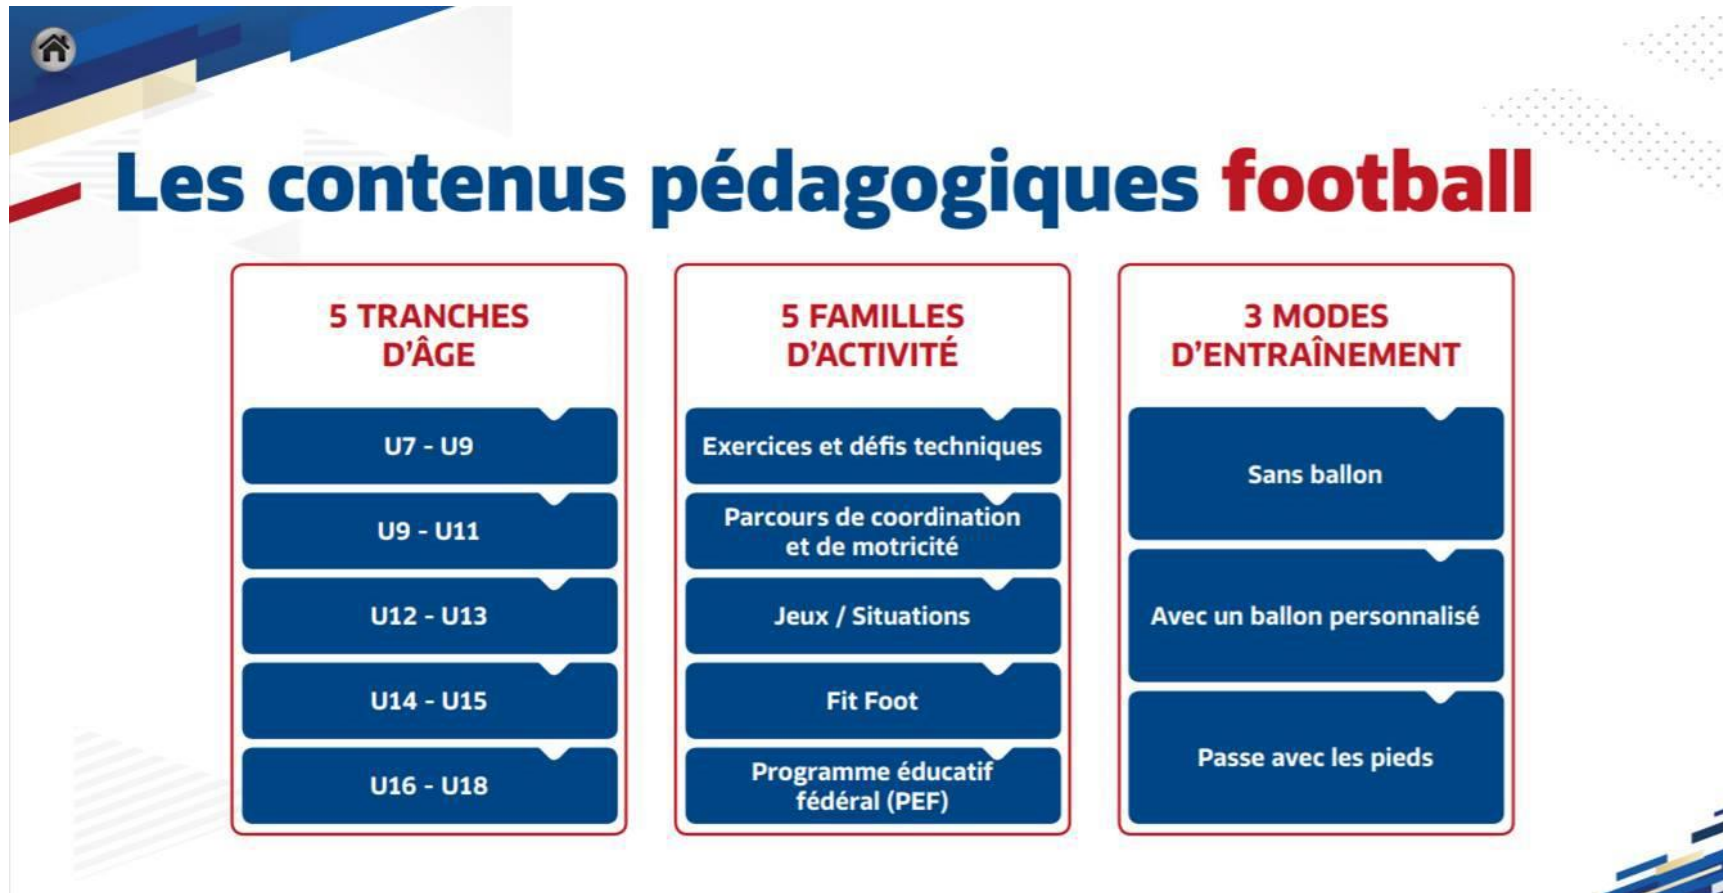 Les contenus pédagogiques football
5 TRANCHES
D'ÂGE
U7 - U9
U9 - U11
U12 - U13
U14 - U15
U16 - U18
5 FAMILLES
D'ACTIVITÉ
Exercices et défis techniques
Parcours de coordination
et de motricité
Jeux / Situations
Fit Foot
Programme éducatif
fédéral (PEF)
3 MODES
D'ENTRAÎNEMENT
Sans ballon
Avec un ballon personnalisé
Passe avec les pieds